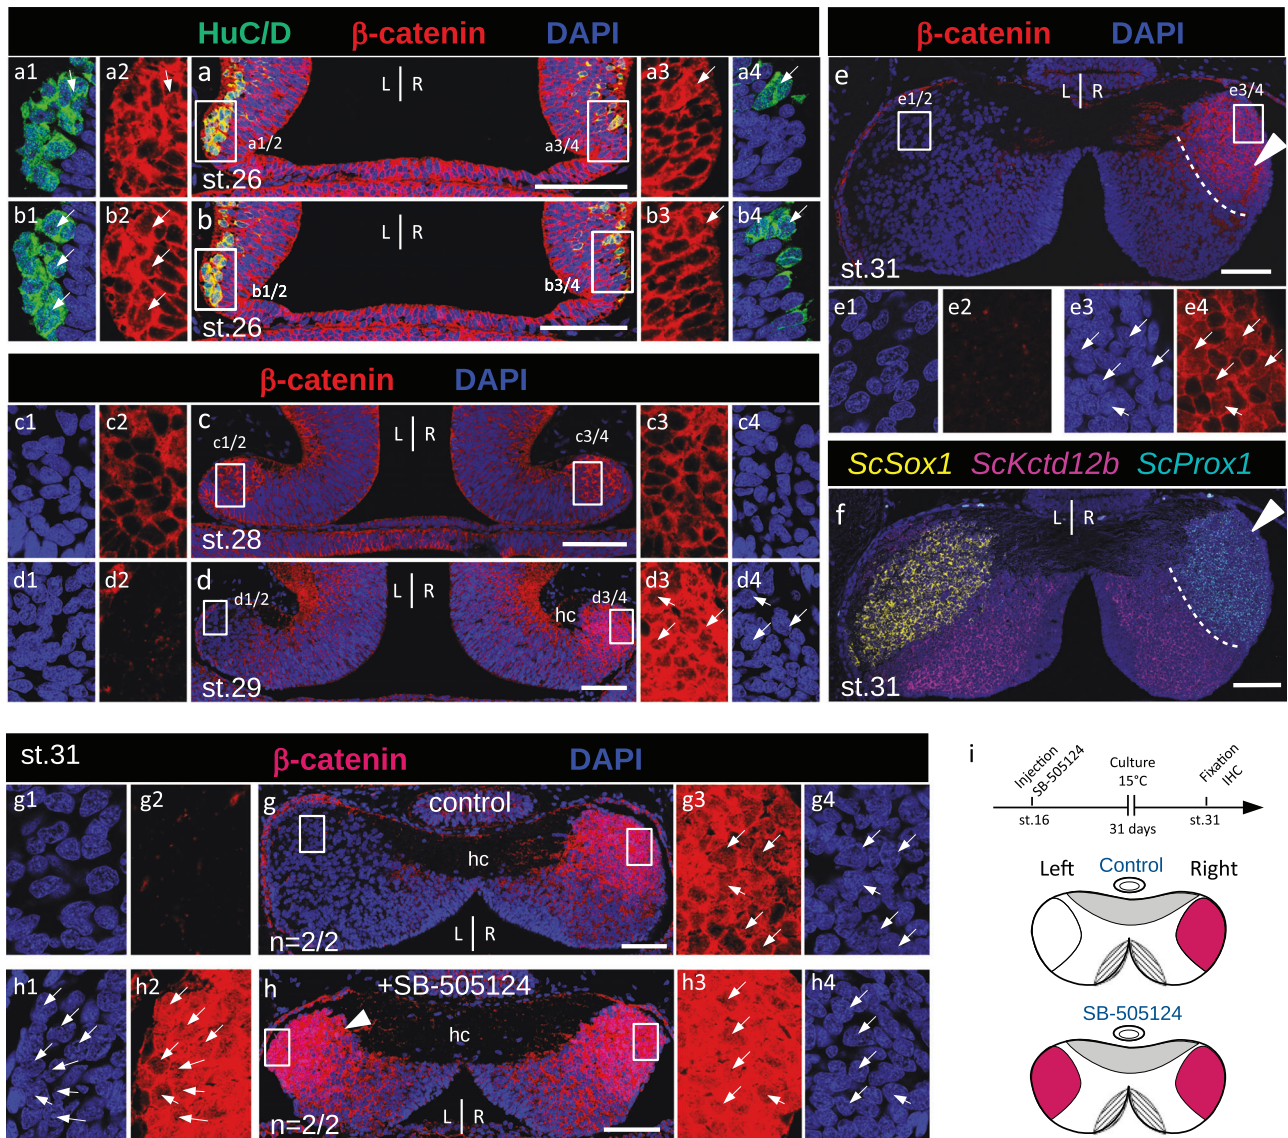 HuC/D β-catenin DAPI
a1 a2 a L R a3 a4
a1/2 a3/4
st.26
b1 b2 b L R b3 b4
b1/2 b3/4
st.26
β-catenin DAPI
c1 c2 c L R c3 c4
c1/2 c3/4
st.28
d1 d2 d L R d3 d4
d1/2 hc d3/4
st.29
β-catenin DAPI
e L R
e1/2 e3/4
st.31
e1 e2 e3 e4
ScSox1 ScKctd12b ScProx1
f L R
st.31
st.31 β-catenin DAPI
g1 g2 g control g3 g4
hc
n=2/2 L R
h1 h2 h +SB-505124 h3 h4
hc
n=2/2 L R
i
Injection
SB-505124
Culture
15°C
Fixation
IHC
st.16 31 days st.31
Left Control Right
SB-505124